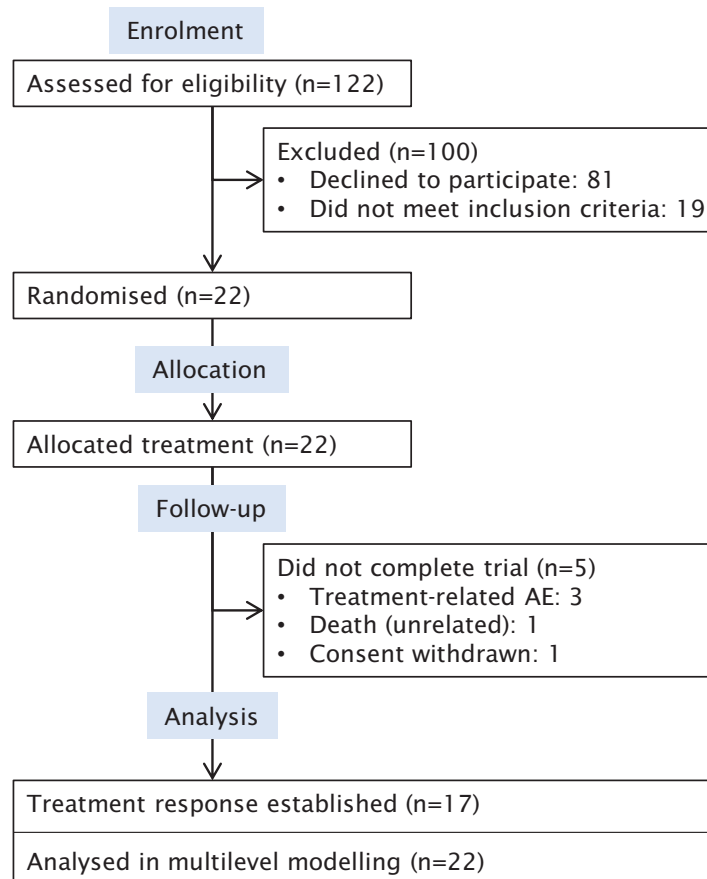 Enrolment
Assessed for eligibility (n=122)
Excluded (n=100)
• Declined to participate: 81
• Did not meet inclusion criteria: 19
Randomised (n=22)
Allocation
Allocated treatment (n=22)
Follow-up
Did not complete trial (n=5)
• Treatment-related AE: 3
• Death (unrelated): 1
• Consent withdrawn: 1
Analysis
Treatment response established (n=17)
Analysed in multilevel modelling (n=22)